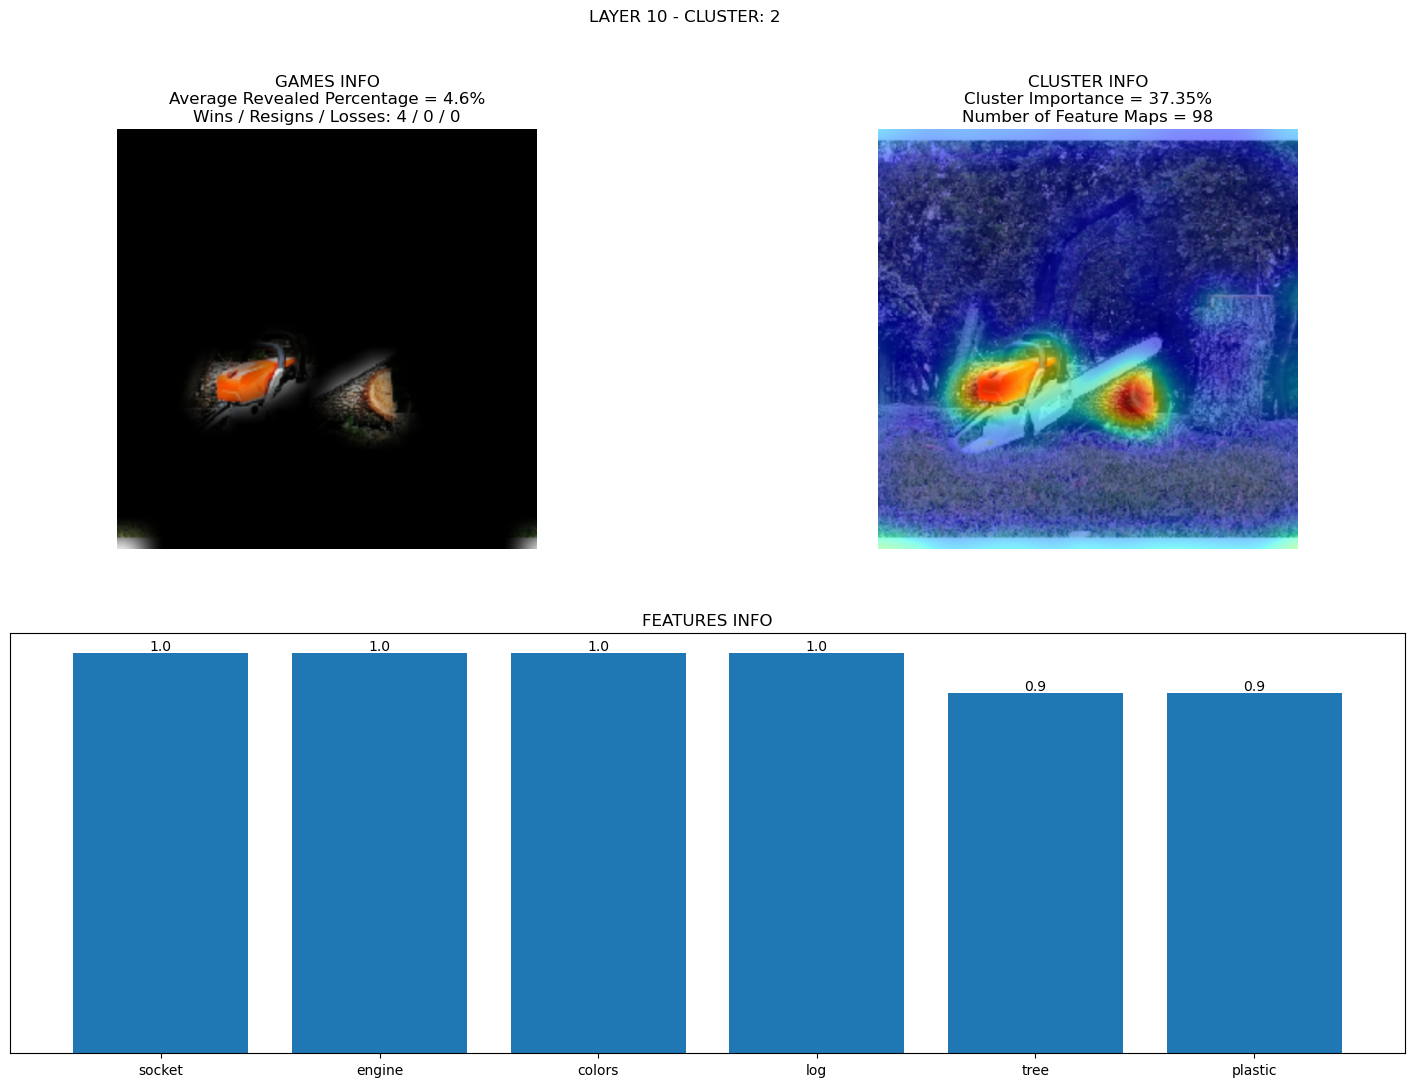 LAYER 10 - CLUSTER: 2
GAMES INFO
Average Revealed Percentage = 4.6%
Wins / Resigns / Losses: 4 / 0 / 0
CLUSTER INFO
Cluster Importance = 37.35%
Number of Feature Maps = 98
FEATURES INFO
1.0 1.0 1.0 1.0 0.9 0.9
socket engine colors log tree plastic